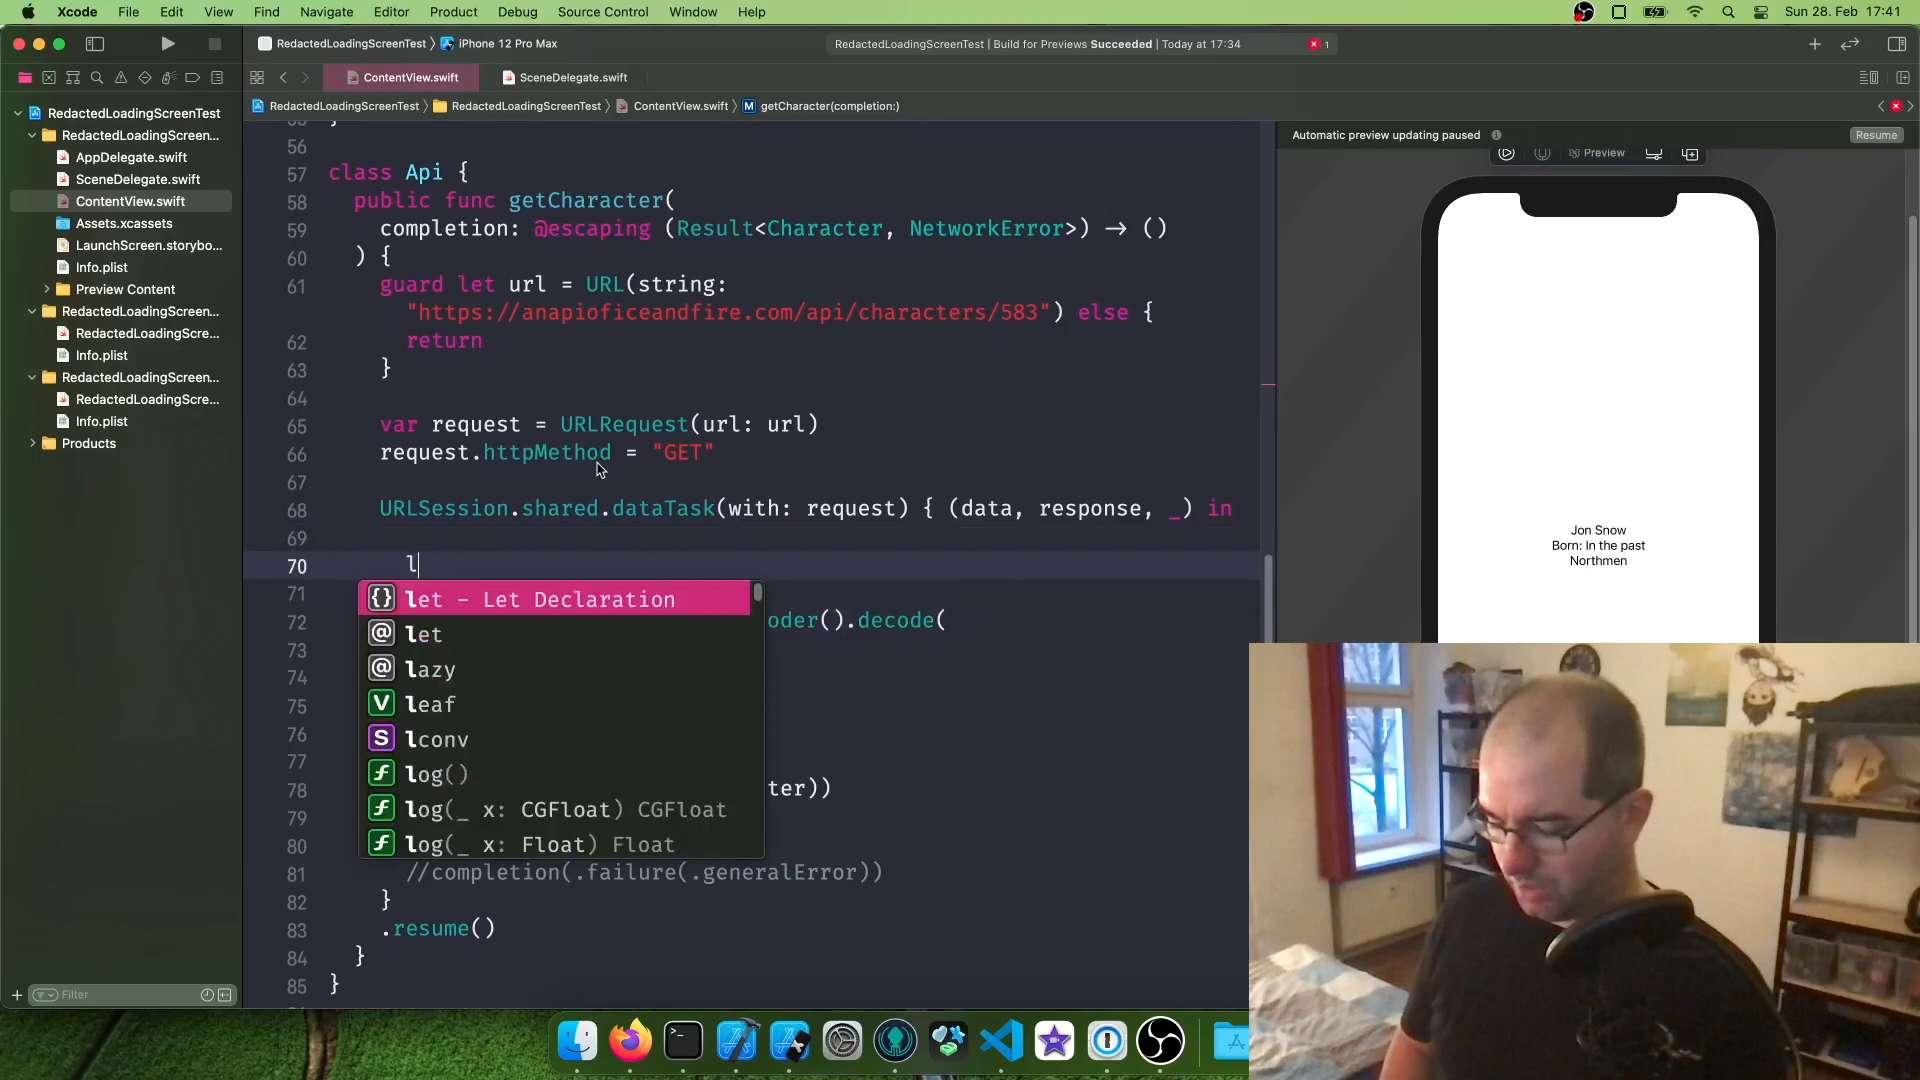 Xcode File Edit View Find Navigate Editor Product Debug Source Control Window Help
Sun 28. Feb 17:41
RedactedLoadingScreenTest iPhone 12 Pro Max
RedactedLoadingScreenTest | Build for Previews Succeeded | Today at 17:34
1
ContentView.swift
SceneDelegate.swift
RedactedLoadingScreenTest
RedactedLoadingScreen...
AppDelegate.swift
SceneDelegate.swift
ContentView.swift
Assets.xcassets
LaunchScreen.storybo...
Info.plist
Preview Content
RedactedLoadingScreen...
RedactedLoadingScre...
Info.plist
RedactedLoadingScreen...
RedactedLoadingScre...
Info.plist
Products
Filter
RedactedLoadingScreenTest RedactedLoadingScreenTest ContentView.swift M getCharacter(completion:)
56
57 class Api {
58 public func getCharacter(
59 completion: @escaping (Result<Character, NetworkError>) -> ()
60 ) {
61 guard let url = URL(string:
"https://anapioficeandfire.com/api/characters/583") else {
62 return
63 }
64
65 var request = URLRequest(url: url)
66 request.httpMethod = "GET"
67
68 URLSession.shared.dataTask(with: request) { (data, response, _) in
69
70 l
{} let - Let Declaration
@ let
@ lazy
V leaf
S lconv
f log()
f log(_ x: CGFloat) CGFloat
f log(_ x: Float) Float
71
72 oder().decode(
73
74
75
76
77
78 ter))
79
80
81 //completion(.failure(.generalError))
82 }
83 .resume()
84 }
85 }
Automatic preview updating paused
Resume
Preview
Jon Snow
Born: In the past
Northmen